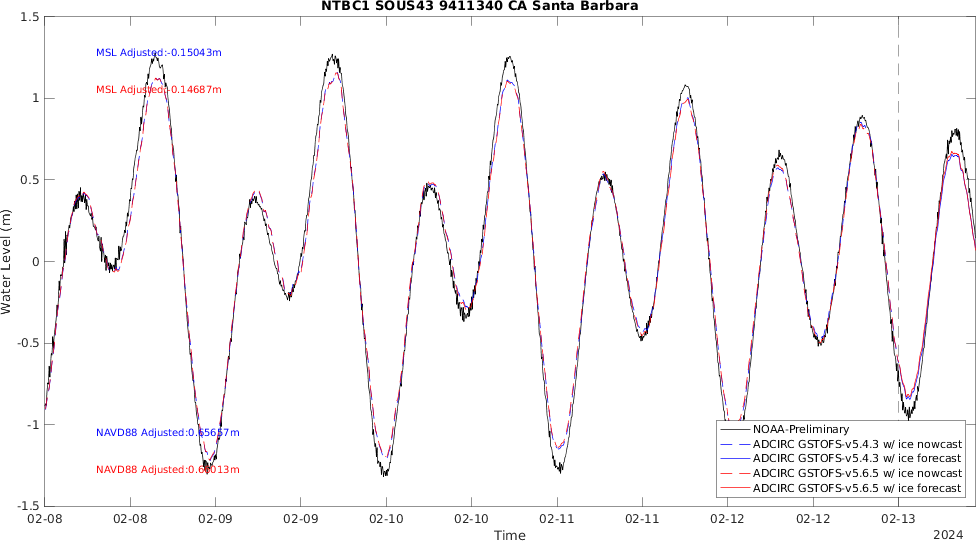 NTBC1 SOUS43 9411340 CA Santa Barbara
1.5
MSL Adjusted:-0.15043m
MSL Adjusted:-0.14687m
1
0.5
0
-0.5
-1
-1.5
Water Level (m)
NAVD88 Adjusted:0.65657m
NAVD88 Adjusted:0.66013m
NOAA-Preliminary
ADCIRC GSTOFS-v5.4.3 w/ ice nowcast
ADCIRC GSTOFS-v5.4.3 w/ ice forecast
ADCIRC GSTOFS-v5.6.5 w/ ice nowcast
ADCIRC GSTOFS-v5.6.5 w/ ice forecast
02-08 02-08 02-09 02-09 02-10 02-10 02-11 02-11 02-12 02-12 02-13
Time
2024